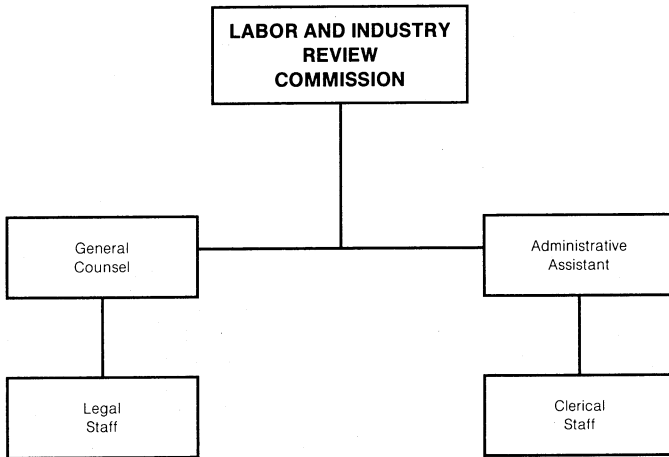 LABOR AND INDUSTRY
REVIEW
COMMISSION
General
Counsel
Administrative
Assistant
Legal
Staff
Clerical
Staff